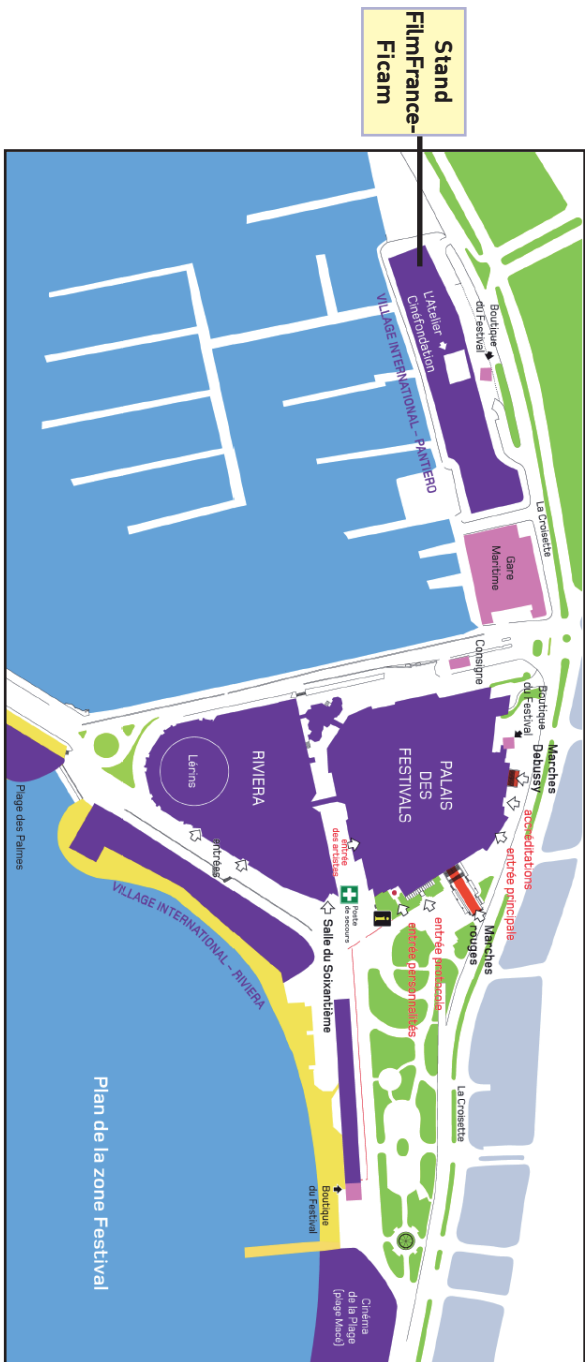 Stand
FilmFrance-
Ficam
Boutique
du Festival
L'Atelier
Cinéfondation
VILLAGE INTERNATIONAL – PANTIERO
La Croisette
Gare
Maritime
Consigne
Boutique
du Festival
Marches
Debussy
accréditations
entrée principale
Marches
rouges
PALAIS
DES
FESTIVALS
entrée protocole
entrée personnalités
entrée
des artistes
Poste
de secours
i
RIVIERA
Lérins
entrées
Salle du Soixantième
Plage des Palmes
VILLAGE INTERNATIONAL – RIVIERA
La Croisette
Boutique
du Festival
Cinéma
de la Plage
(plage Macé)
Plan de la zone Festival